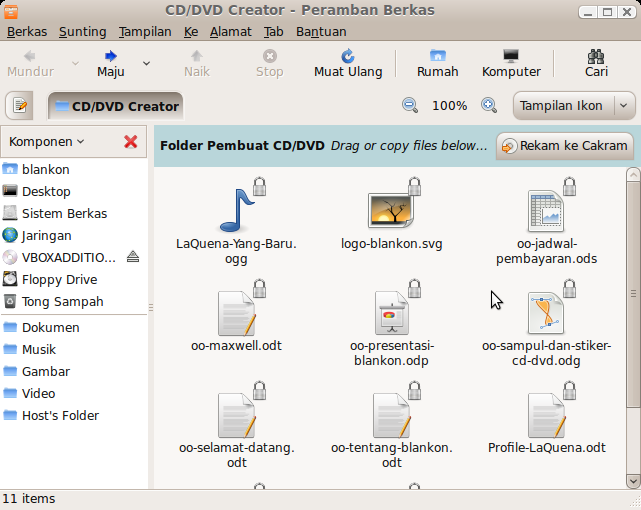 CD/DVD Creator - Peramban Berkas
Berkas Sunting Tampilan Ke Alamat Tab Bantuan
Mundur Maju Naik Stop Muat Ulang Rumah Komputer Cari
CD/DVD Creator 100% Tampilan Ikon
Komponen
Folder Pembuat CD/DVD Drag or copy files below... Rekam ke Cakram
blankon
Desktop
Sistem Berkas
Jaringan
VBOXADDITIO...
Floppy Drive
Tong Sampah
Dokumen
Musik
Gambar
Video
Host's Folder
LaQuena-Yang-Baru.
ogg
logo-blankon.svg
oo-jadwal-
pembayaran.ods
oo-maxwell.odt
oo-presentasi-
blankon.odp
oo-sampul-dan-stiker-
cd-dvd.odg
oo-selamat-datang.
odt
oo-tentang-blankon.
odt
Profile-LaQuena.odt
11 items